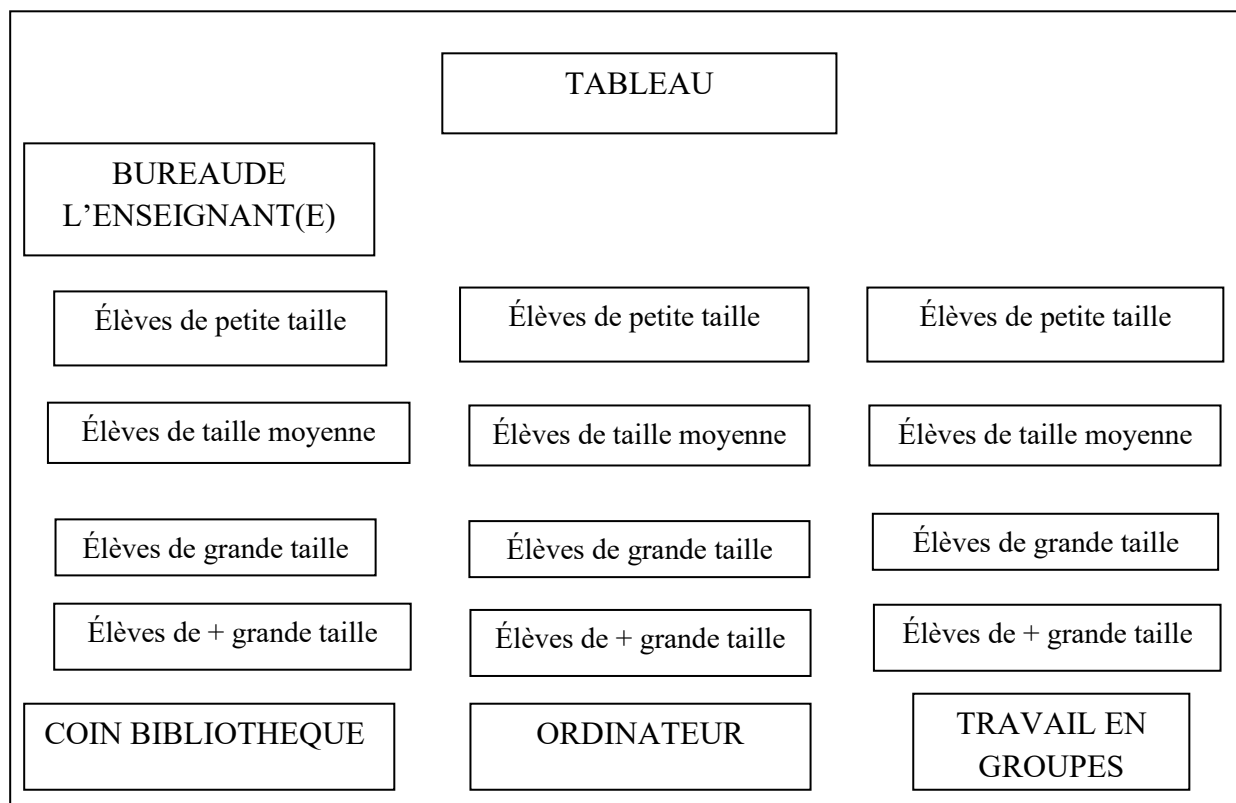 TABLEAU
BUREAUDE
L’ENSEIGNANT(E)
Élèves de petite taille
Élèves de petite taille
Élèves de petite taille
Élèves de taille moyenne
Élèves de taille moyenne
Élèves de taille moyenne
Élèves de grande taille
Élèves de grande taille
Élèves de grande taille
Élèves de + grande taille
Élèves de + grande taille
Élèves de + grande taille
COIN BIBLIOTHEQUE
ORDINATEUR
TRAVAIL EN
GROUPES